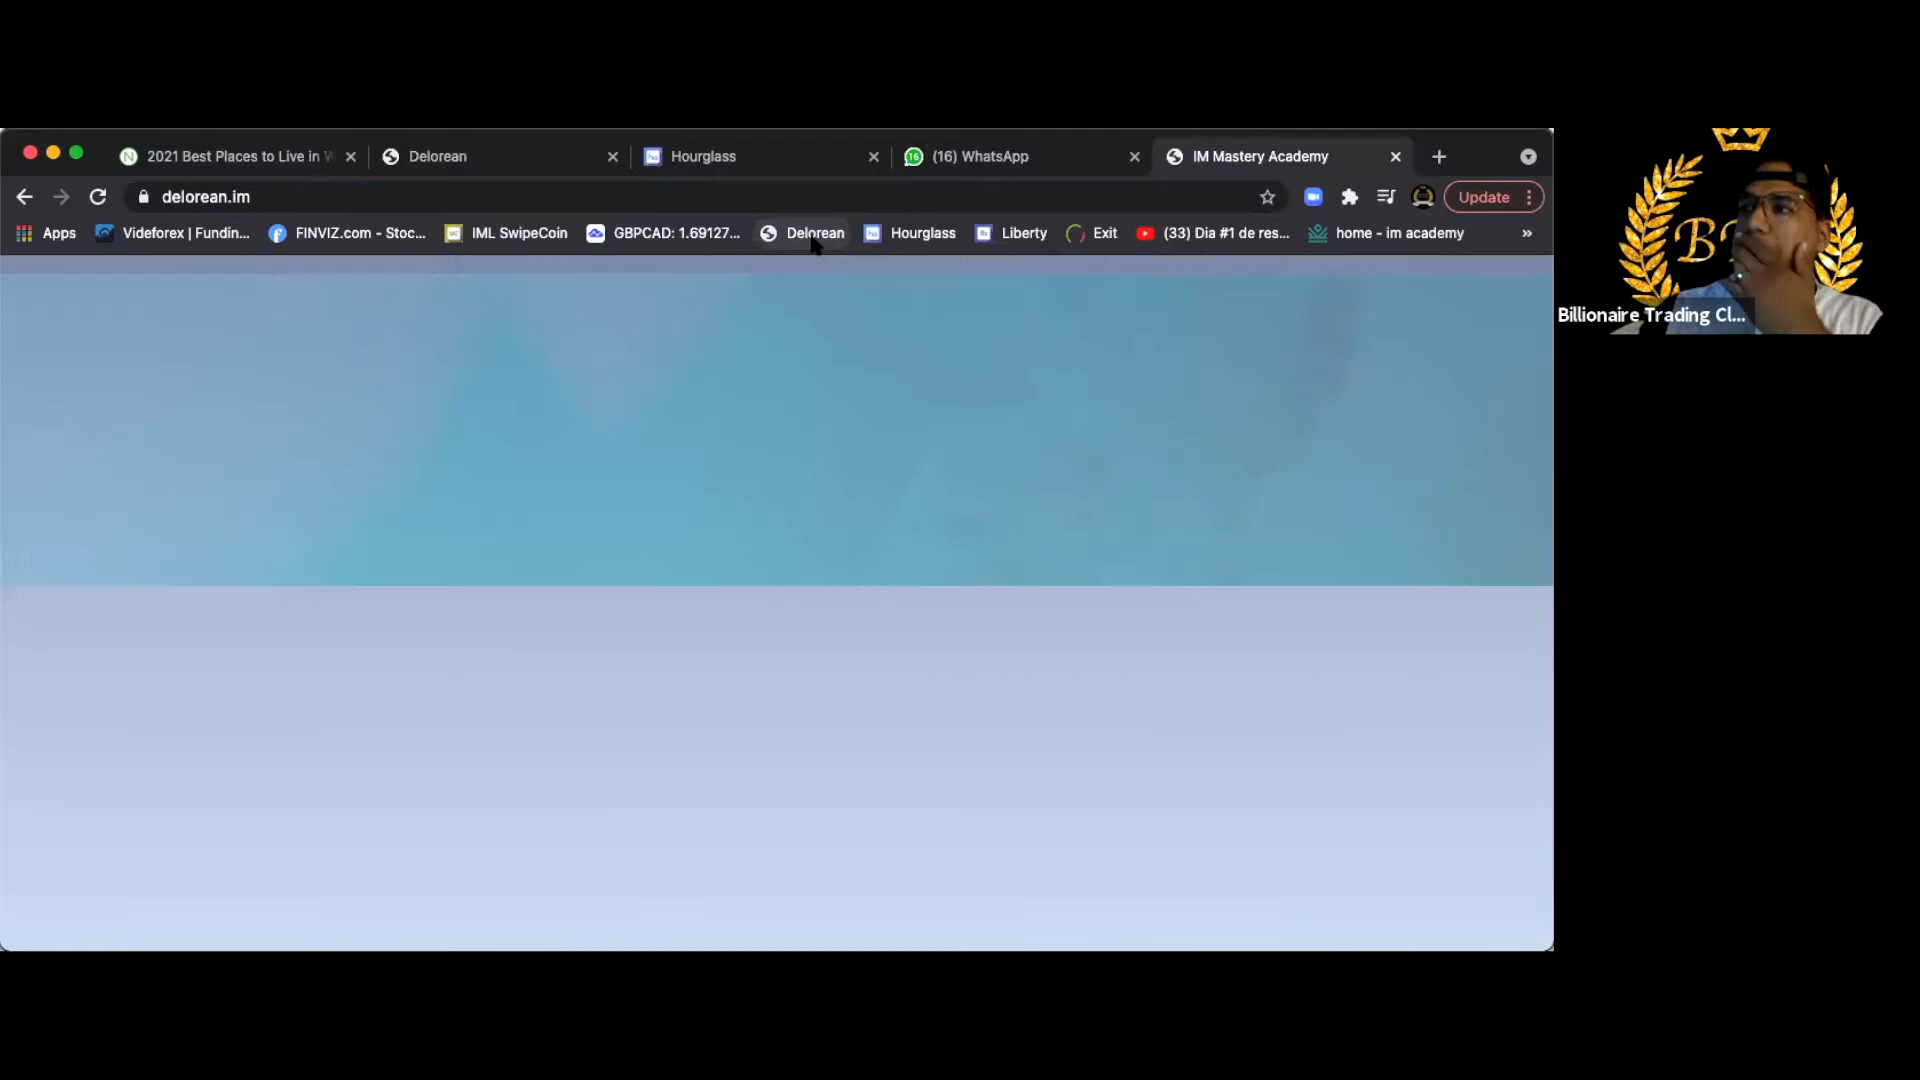 2021 Best Places to Live in W
Delorean
Hourglass
(16) WhatsApp
IM Mastery Academy
delorean.im
Update
Apps
Videforex | Fundin...
FINVIZ.com - Stoc...
IML SwipeCoin
GBPCAD: 1.69127...
Delorean
Hourglass
Liberty
Exit
(33) Dia #1 de res...
home - im academy
»
Billionaire Trading Cl...